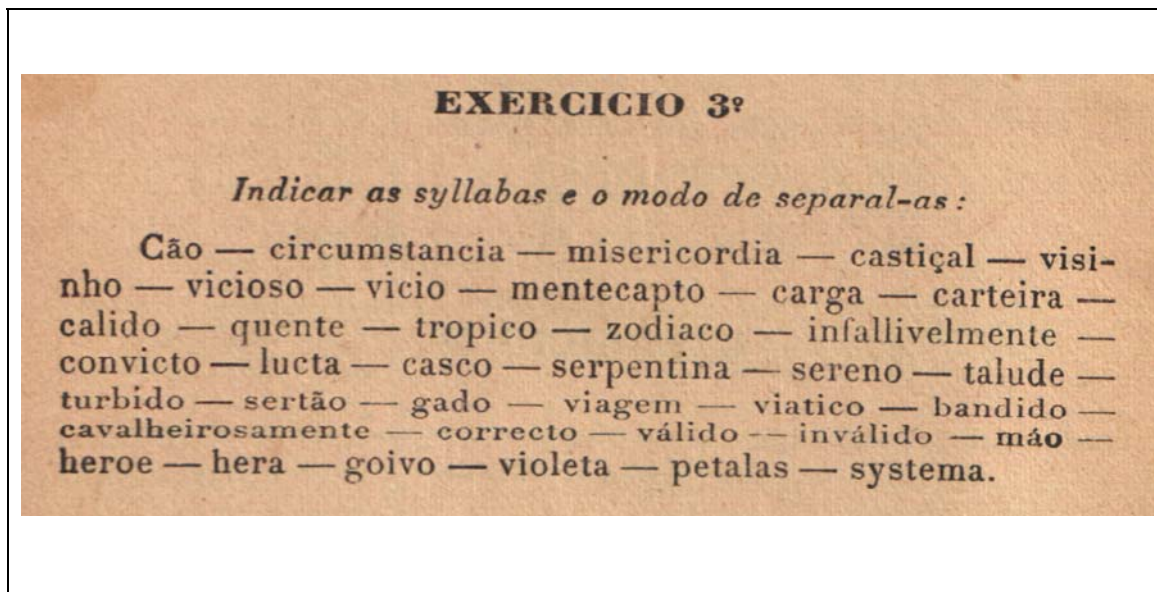 EXERCICIO 3º
Indicar as syllabas e o modo de separal-as :
Cão — circumstancia — misericordia — castiçal — visi-
nho — vicioso — vicio — mentecapto — carga — carteira —
calido — quente — tropico — zodiaco — infallivelmente —
convicto — lucta — casco — serpentina — sereno — talude —
turbido — sertão — gado — viagem — viatico — bandido —
cavalheirosamente — correcto — válido — inválido — máo —
heroe — hera — goivo — violeta — petalas — systema.